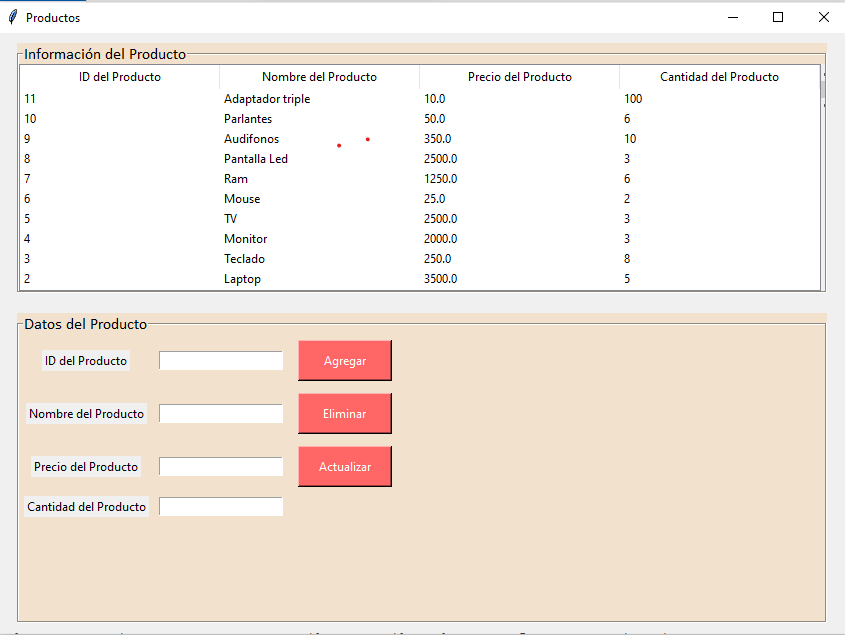 Productos
Información del Producto
ID del Producto Nombre del Producto Precio del Producto Cantidad del Producto
11 Adaptador triple 10.0 100
10 Parlantes 50.0 6
9 Audifonos 350.0 10
8 Pantalla Led 2500.0 3
7 Ram 1250.0 6
6 Mouse 25.0 2
5 TV 2500.0 3
4 Monitor 2000.0 3
3 Teclado 250.0 8
2 Laptop 3500.0 5
Datos del Producto
ID del Producto Agregar
Nombre del Producto Eliminar
Precio del Producto Actualizar
Cantidad del Producto